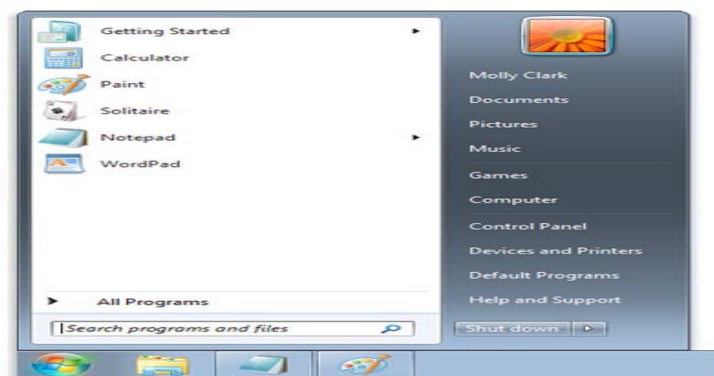 Getting Started
Calculator
Paint
Solitaire
Notepad
WordPad
All Programs
Search programs and files
Molly Clark
Documents
Pictures
Music
Games
Computer
Control Panel
Devices and Printers
Default Programs
Help and Support
Shut down